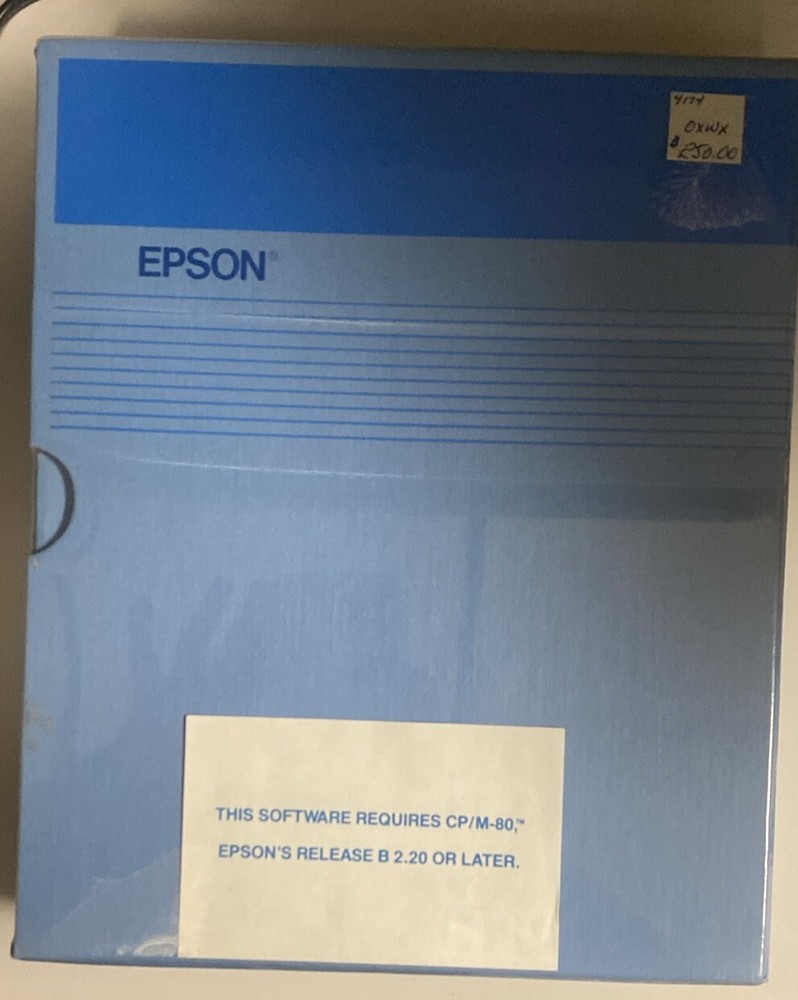 4174
OXWX
$250.00
EPSON®
THIS SOFTWARE REQUIRES CP/M-80,™
EPSON'S RELEASE B 2.20 OR LATER.